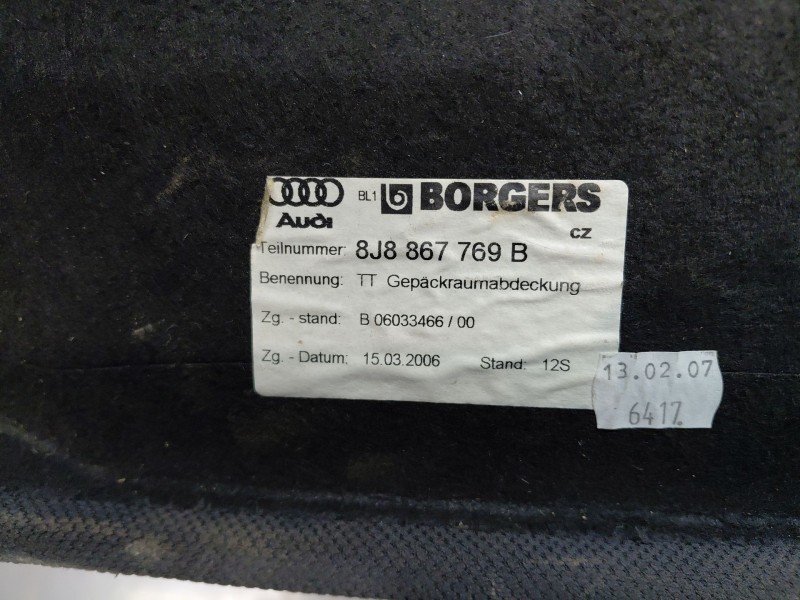 BL1 BORGERS
Audi
CZ
Teilnummer: 8J8 867 769 B
Benennung: TT Gepäckraumabdeckung
Zg. - stand: B 06033466 / 00
Zg. - Datum: 15.03.2006 Stand: 12S
13.02.07
6417